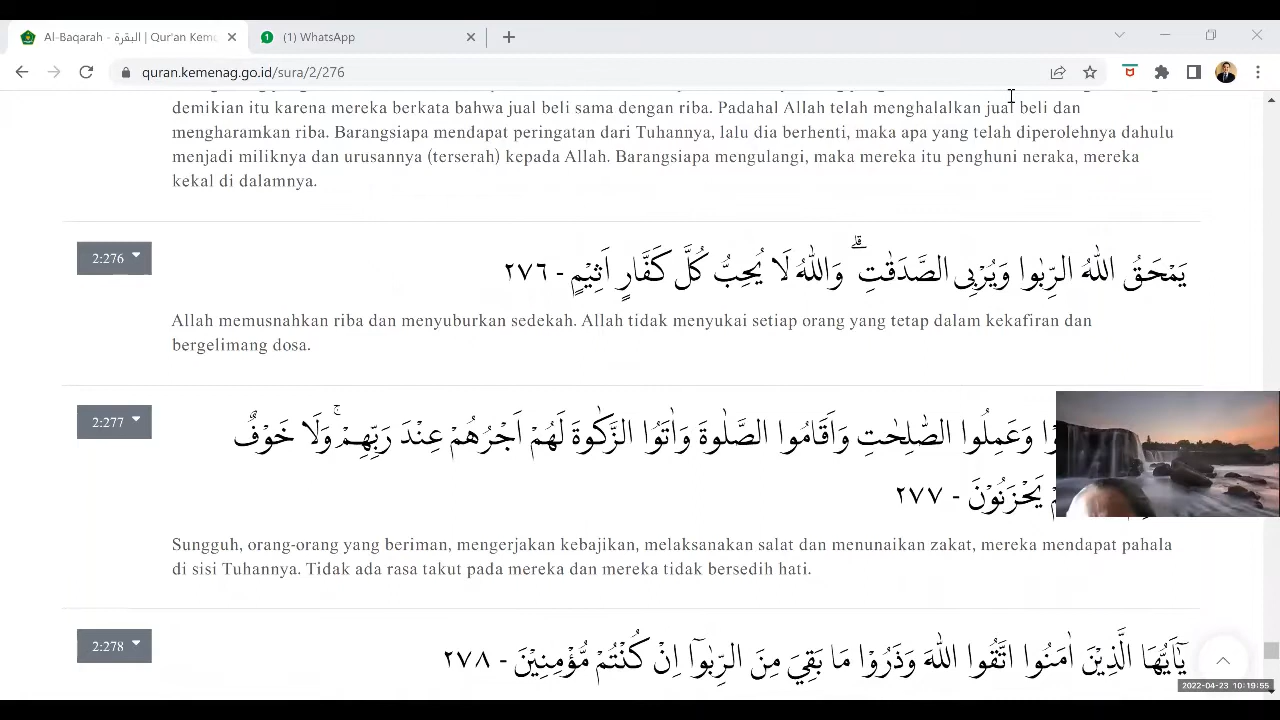 Al-Baqarah - البقرة | Qur'an Kem
(1) WhatsApp
quran.kemenag.go.id/sura/2/276
demikian itu karena mereka berkata bahwa jual beli sama dengan riba. Padahal Allah telah menghalalkan jual beli dan
mengharamkan riba. Barangsiapa mendapat peringatan dari Tuhannya, lalu dia berhenti, maka apa yang telah diperolehnya dahulu
menjadi miliknya dan urusannya (terserah) kepada Allah. Barangsiapa mengulangi, maka mereka itu penghuni neraka, mereka
kekal di dalamnya.
2:276
يَمْحَقُ اللّٰهُ الرِّبٰوا وَيُرْبِى الصَّدَقٰتِ ۗ وَاللّٰهُ لَا يُحِبُّ كُلَّ كَفَّارٍ اَثِيْمٍ - ٢٧٦
Allah memusnahkan riba dan menyuburkan sedekah. Allah tidak menyukai setiap orang yang tetap dalam kekafiran dan
bergelimang dosa.
2:277
وَعَمِلُوا الصّٰلِحٰتِ وَاَقَامُوا الصَّلٰوةَ وَاٰتَوُا الزَّكٰوةَ لَهُمْ اَجْرُهُمْ عِنْدَ رَبِّهِمْۚ وَلَا خَوْفٌ
يَحْزَنُوْنَ - ٢٧٧
Sungguh, orang-orang yang beriman, mengerjakan kebajikan, melaksanakan salat dan menunaikan zakat, mereka mendapat pahala
di sisi Tuhannya. Tidak ada rasa takut pada mereka dan mereka tidak bersedih hati.
2:278
يٰٓاَيُّهَا الَّذِيْنَ اٰمَنُوا اتَّقُوا اللّٰهَ وَذَرُوْا مَا بَقِيَ مِنَ الرِّبٰوٓا اِنْ كُنْتُمْ مُّؤْمِنِيْنَ - ٢٧٨
2022-04-23 10:19:55